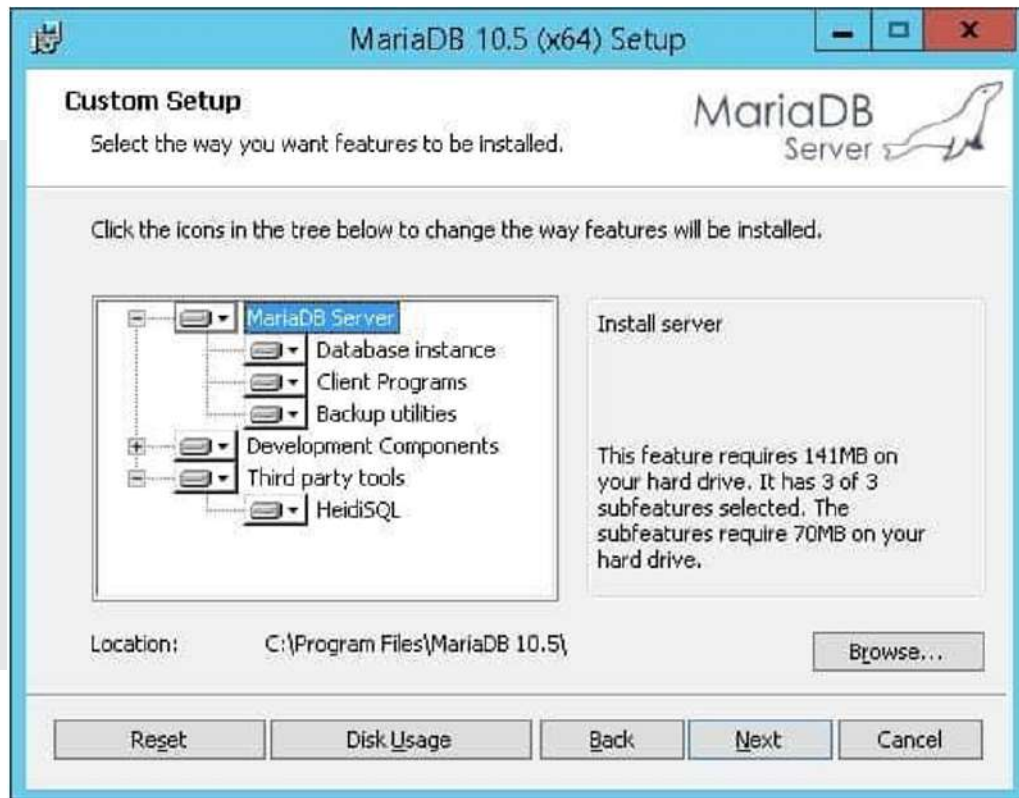 MariaDB 10.5 (x64) Setup
Custom Setup
Select the way you want features to be installed.
MariaDB
Server
Click the icons in the tree below to change the way features will be installed.
MariaDB Server
Database instance
Client Programs
Backup utilities
Development Components
Third party tools
HeidiSQL
Install server
This feature requires 141MB on
your hard drive. It has 3 of 3
subfeatures selected. The
subfeatures require 70MB on your
hard drive.
Location: C:\Program Files\MariaDB 10.5\
Browse...
Reset Disk Usage Back Next Cancel